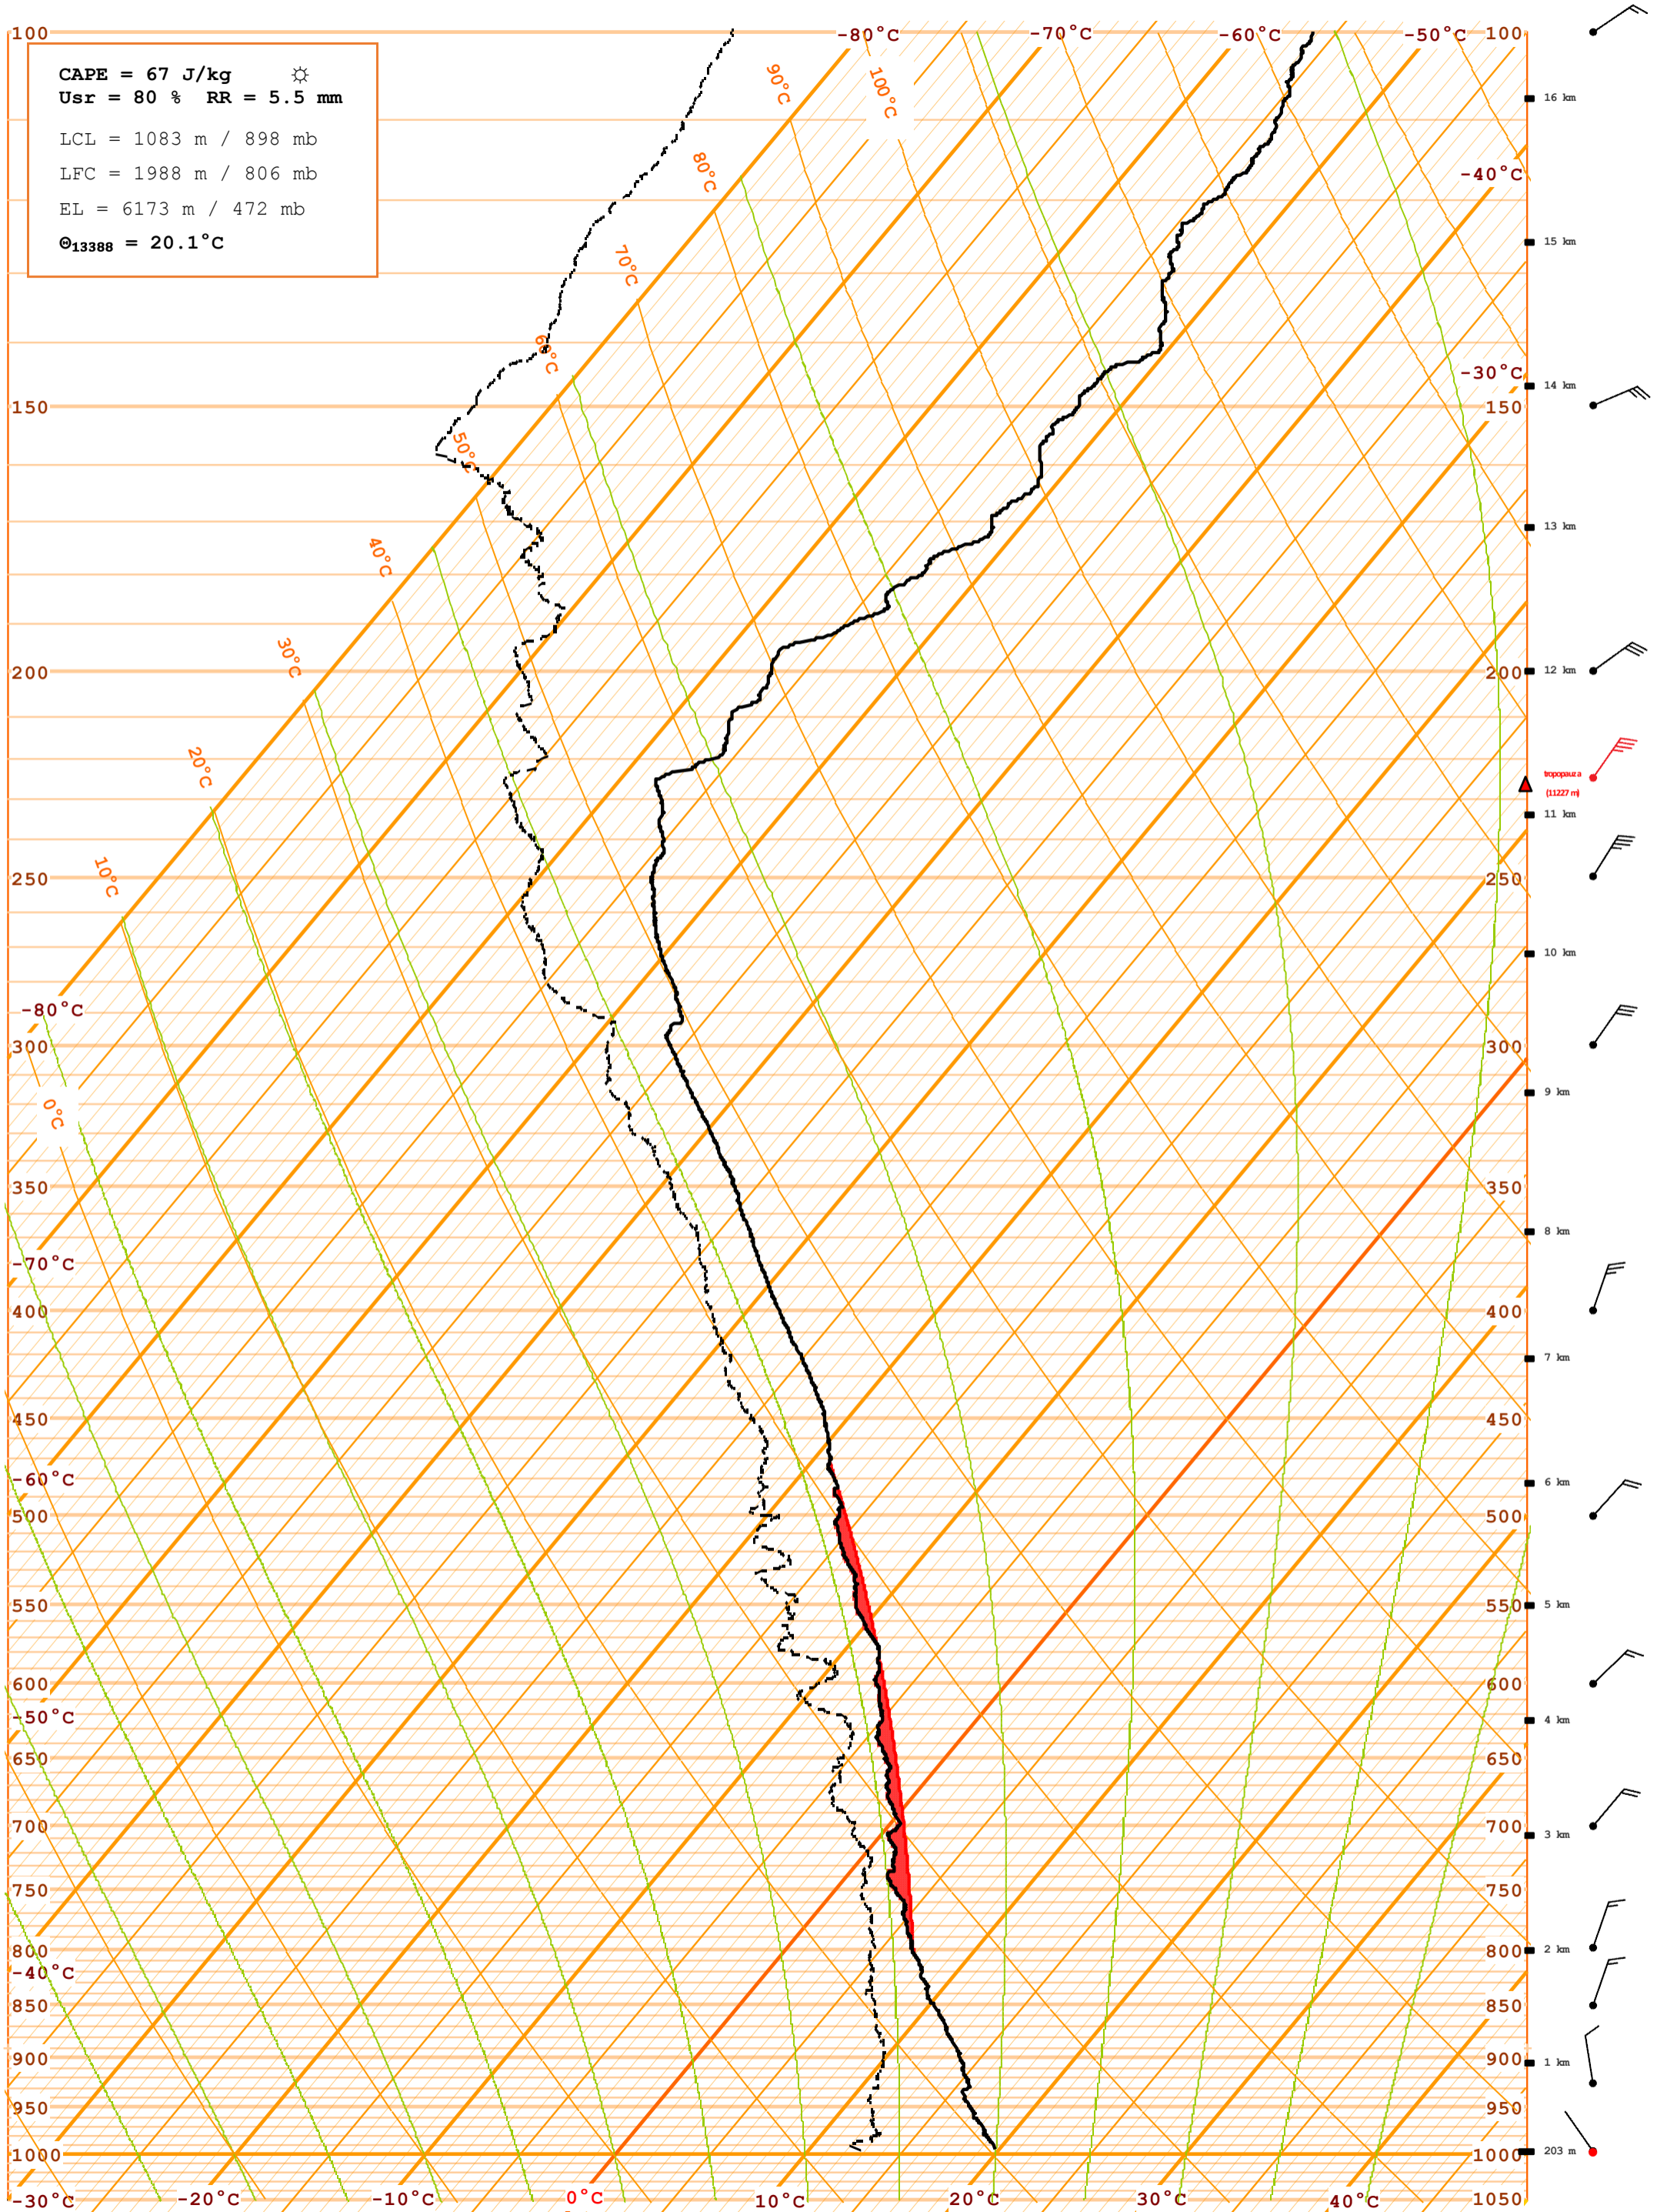 -80°C -70°C -60°C -50°C
100 100
CAPE = 67 J/kg ☼
Usr = 80 % RR = 5.5 mm
LCL = 1083 m / 898 mb
LFC = 1988 m / 806 mb
EL = 6173 m / 472 mb
Θ13388 = 20.1°C
90°C 100°C
16 km
80°C
-40°C
15 km
70°C
60°C
-30°C
14 km
150 150
50°C
13 km
40°C
30°C
200 200
12 km
20°C
tropopauza
(11227 m)
11 km
10°C
250 250
10 km
-80°C
300 300
9 km
0°C
350 350
8 km
-70°C
400 400
7 km
450 450
-60°C
6 km
500 500
550 550
5 km
600 600
-50°C
4 km
650 650
700 700
3 km
750 750
800 800
2 km
-40°C
850 850
900 900
1 km
950 950
1000 1000
203 m
-30°C -20°C -10°C 0°C 10°C 20°C 30°C 40°C 1050